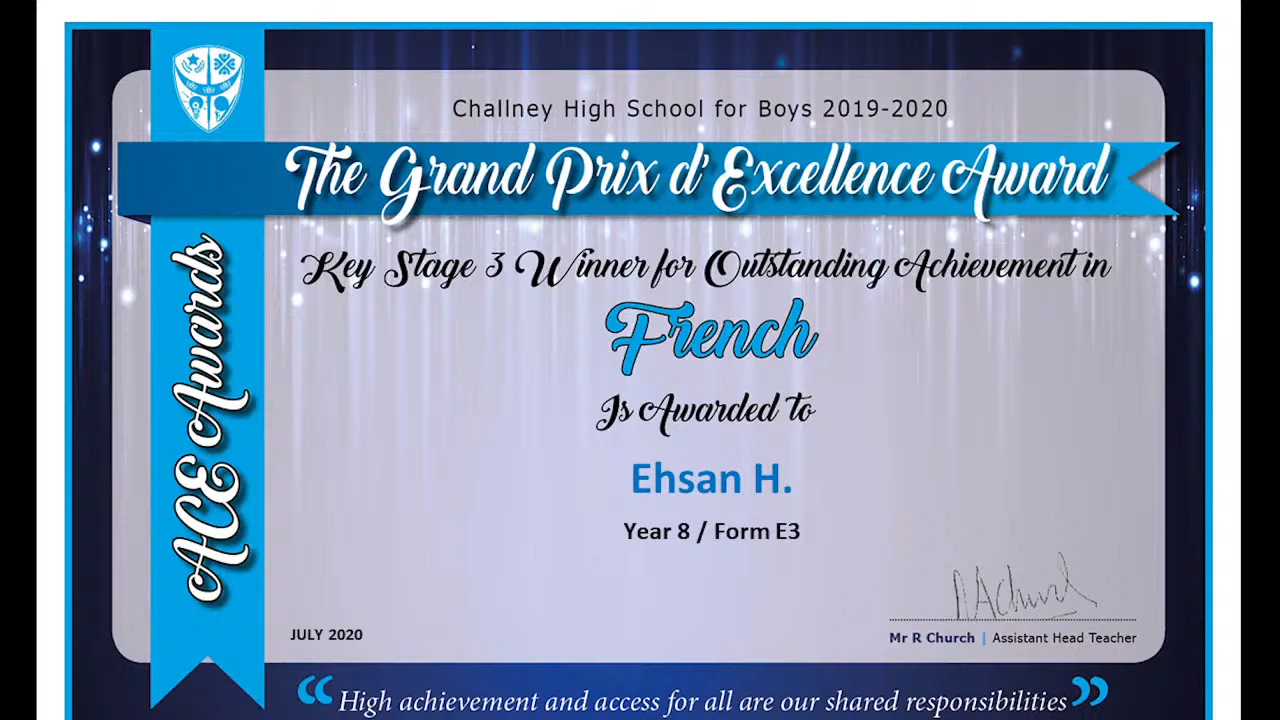 Challney High School for Boys 2019-2020
The Grand Prix d' Excellence Award
Key Stage 3 Winner for Outstanding Achievement in
French
Is Awarded to
Ehsan H.
Year 8 / Form E3
ACE Awards
JULY 2020
Mr R Church | Assistant Head Teacher
“High achievement and access for all are our shared responsibilities”